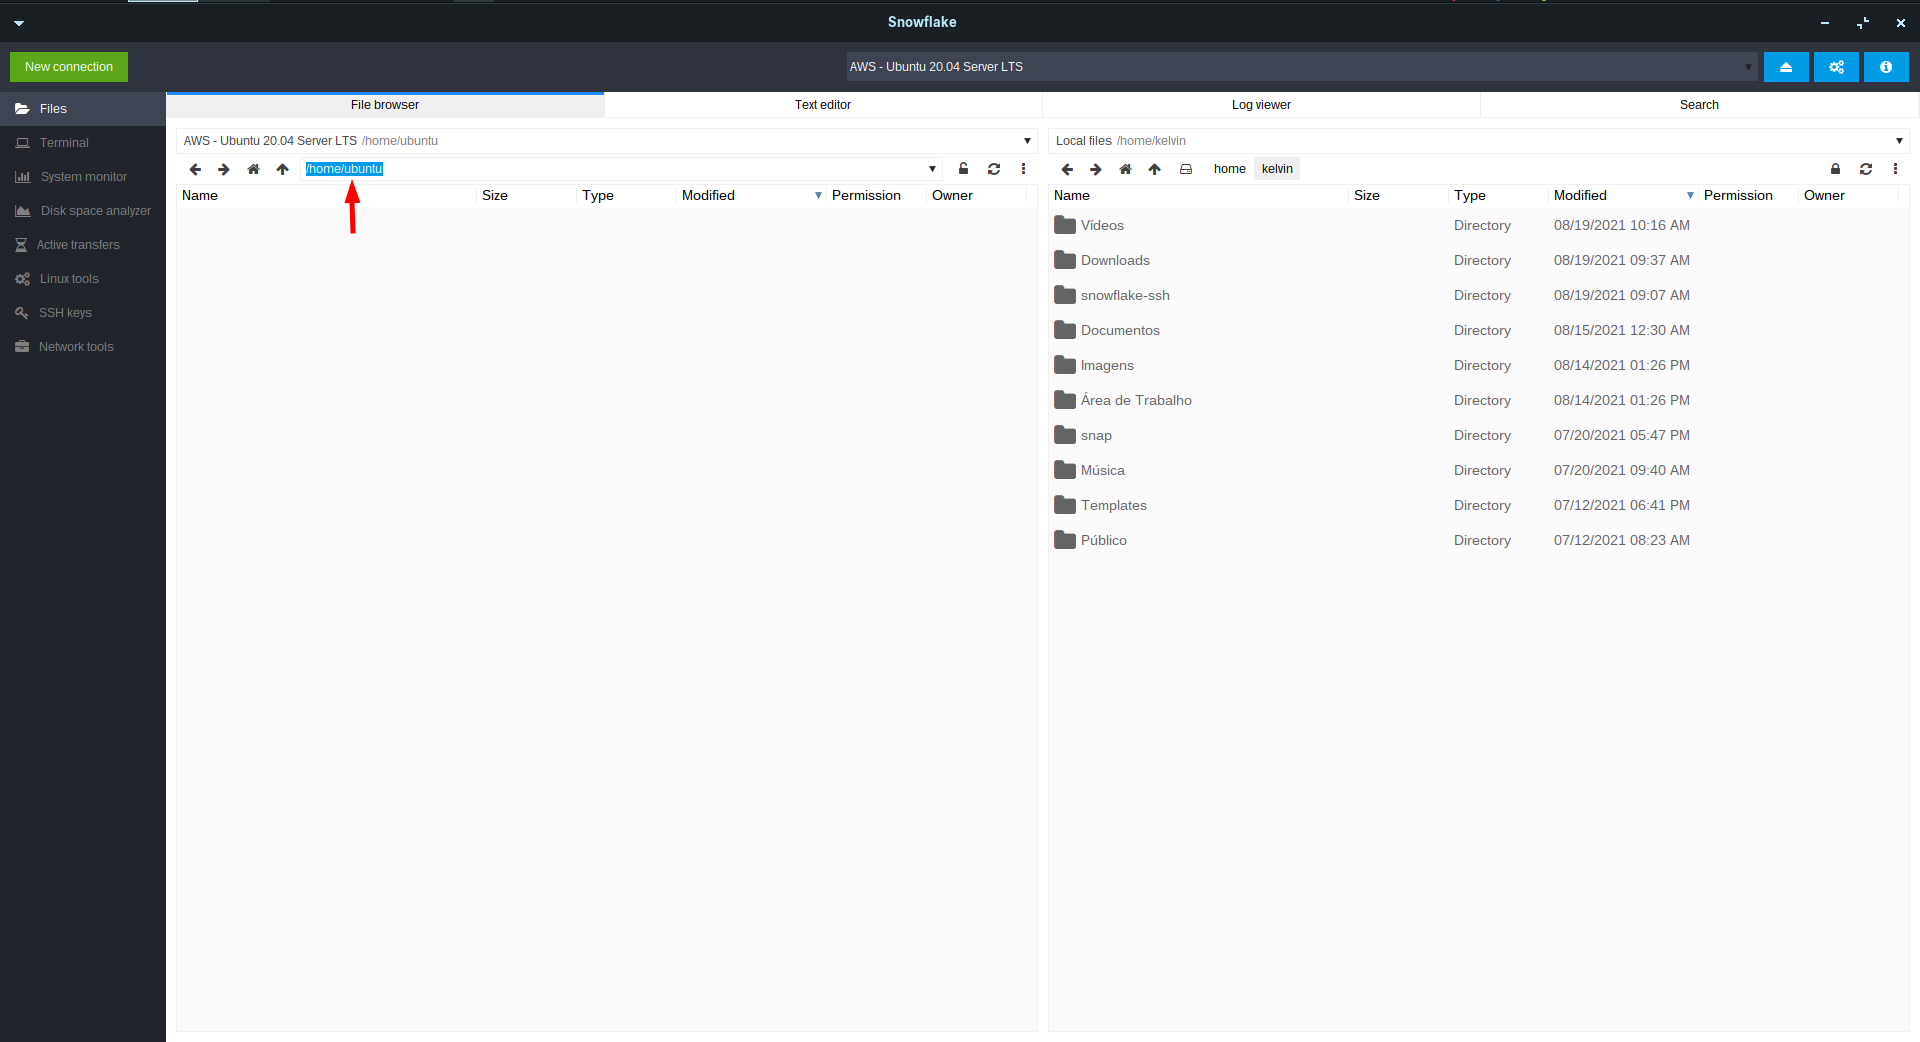 Snowflake
New connection
AWS - Ubuntu 20.04 Server LTS
Files
Terminal
System monitor
Disk space analyzer
Active transfers
Linux tools
SSH keys
Network tools
File browser Text editor Log viewer Search
AWS - Ubuntu 20.04 Server LTS /home/ubuntu
/home/ubuntu
Name Size Type Modified Permission Owner
Local files /home/kelvin
home kelvin
Name Size Type Modified Permission Owner
Vídeos Directory 08/19/2021 10:16 AM
Downloads Directory 08/19/2021 09:37 AM
snowflake-ssh Directory 08/19/2021 09:07 AM
Documentos Directory 08/15/2021 12:30 AM
Imagens Directory 08/14/2021 01:26 PM
Área de Trabalho Directory 08/14/2021 01:26 PM
snap Directory 07/20/2021 05:47 PM
Música Directory 07/20/2021 09:40 AM
Templates Directory 07/12/2021 06:41 PM
Público Directory 07/12/2021 08:23 AM